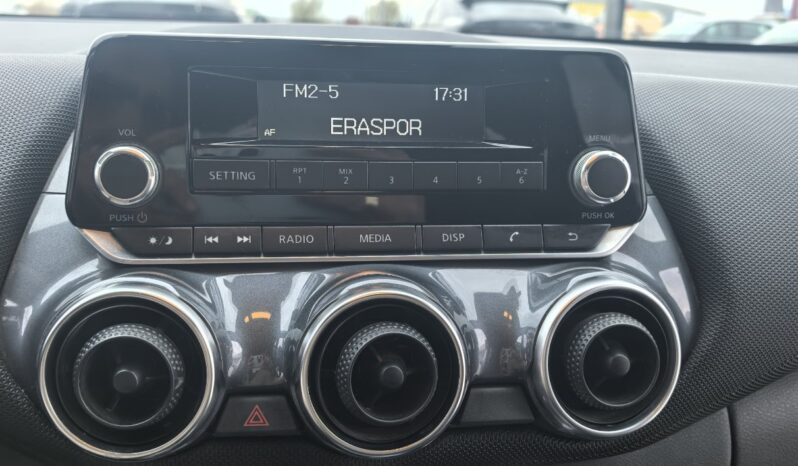 FM2-5 17:31
AF ERASPOR
VOL
MENU
SETTING RPT 1 MIX 2 3 4 5 A-Z 6
PUSH
PUSH OK
RADIO MEDIA DISP